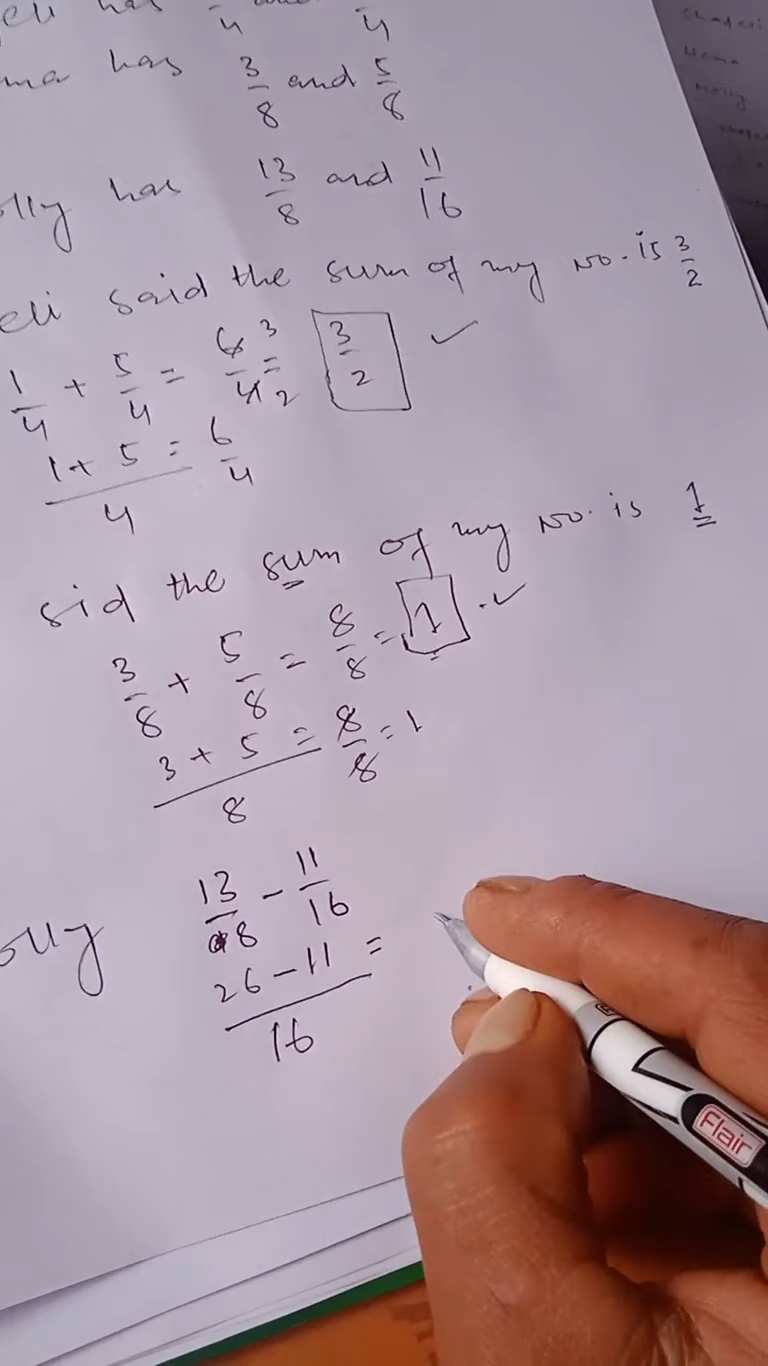 has 4 4
has 3/8 and 5/8
has 13/8 and 11/16
said the sum of my no. is 3/2
1/4 + 5/4 = 6/4 3/2 = 3/2 ✓
1 + 5 / 4 = 6/4
sid the sum of my no. is 1
3/8 + 5/8 = 8/8 = 1 ✓
3 + 5 / 8 = 8/8 = 1
13/8 - 11/16
26 - 11 / 16 =
Flair